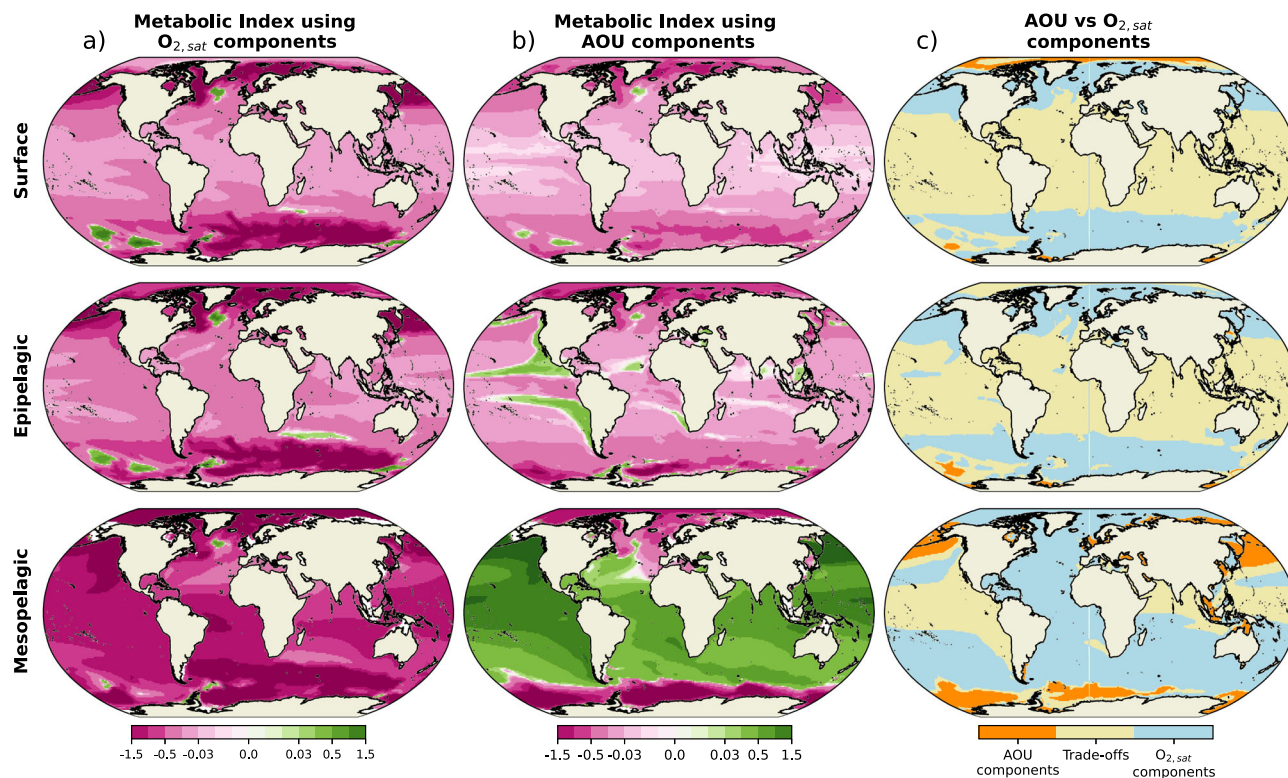 a)
Metabolic Index using
O2,sat components
b)
Metabolic Index using
AOU components
c)
AOU vs O2,sat
components
Surface
Epipelagic
Mesopelagic
-1.5 -0.5 -0.03 0.0 0.03 0.5 1.5
-1.5 -0.5 -0.03 0.0 0.03 0.5 1.5
AOU
components
Trade-offs
O2,sat
components